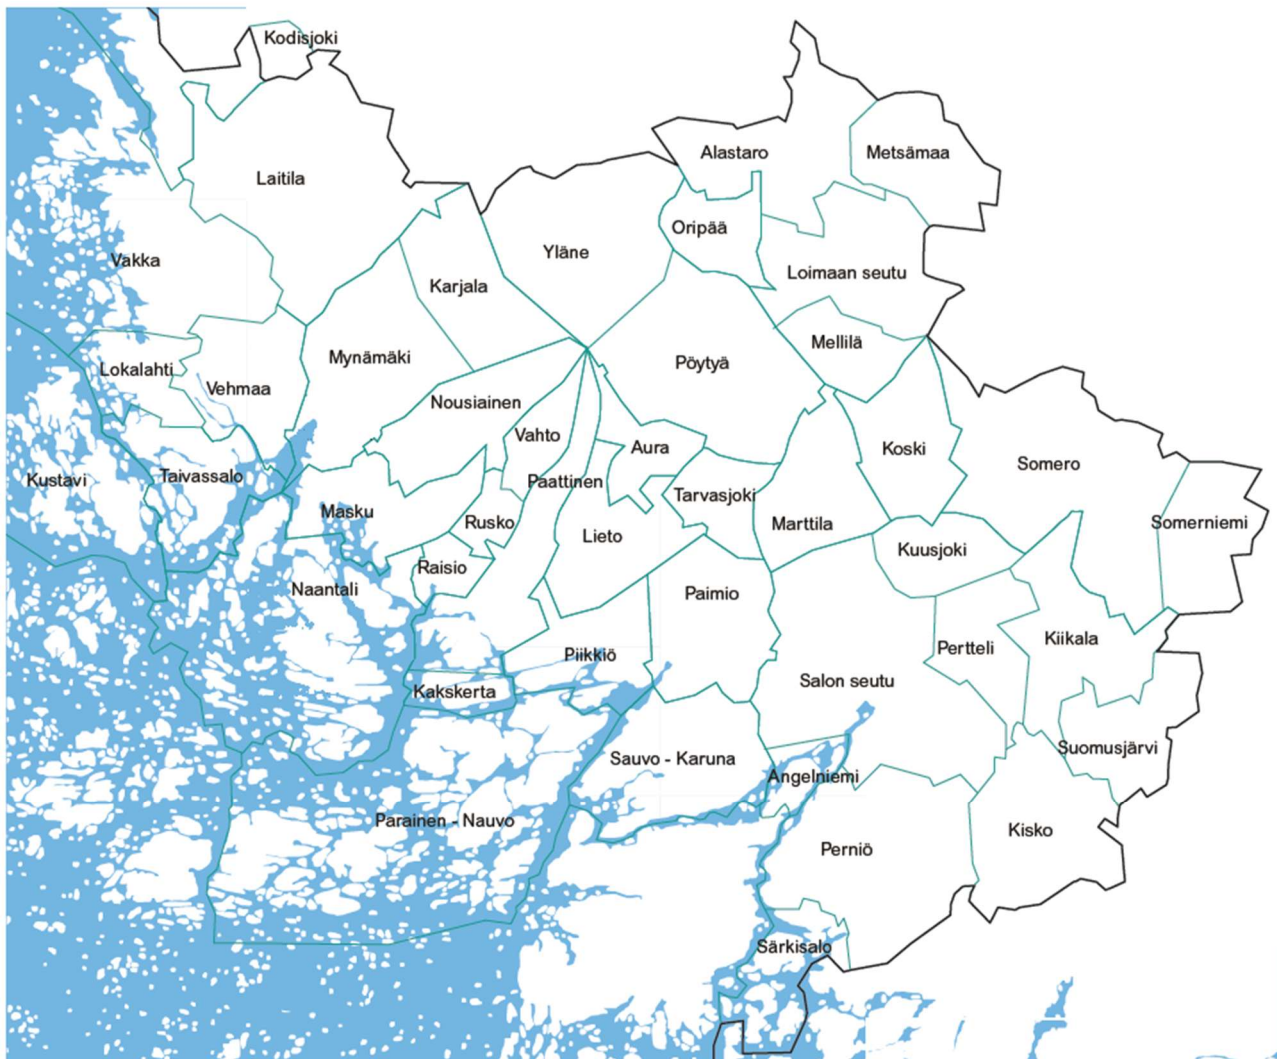 Kodisjoki
Alastaro
Metsämaa
Laitila
Oripää
Yläne
Vakka
Loimaan seutu
Karjala
Mellilä
Mynämäki
Pöytyä
Lokalahti
Vehmaa
Nousiainen
Vahto
Aura
Koski
Somero
Taivassalo
Kustavi
Paattinen
Tarvasjoki
Masku
Rusko
Marttila
Somerniemi
Lieto
Kuusjoki
Raisio
Naantali
Paimio
Kiikala
Pertteli
Piikkiö
Salon seutu
Kakskerta
Suomusjärvi
Sauvo - Karuna
Angelniemi
Parainen - Nauvo
Kisko
Perniö
Särkisalo